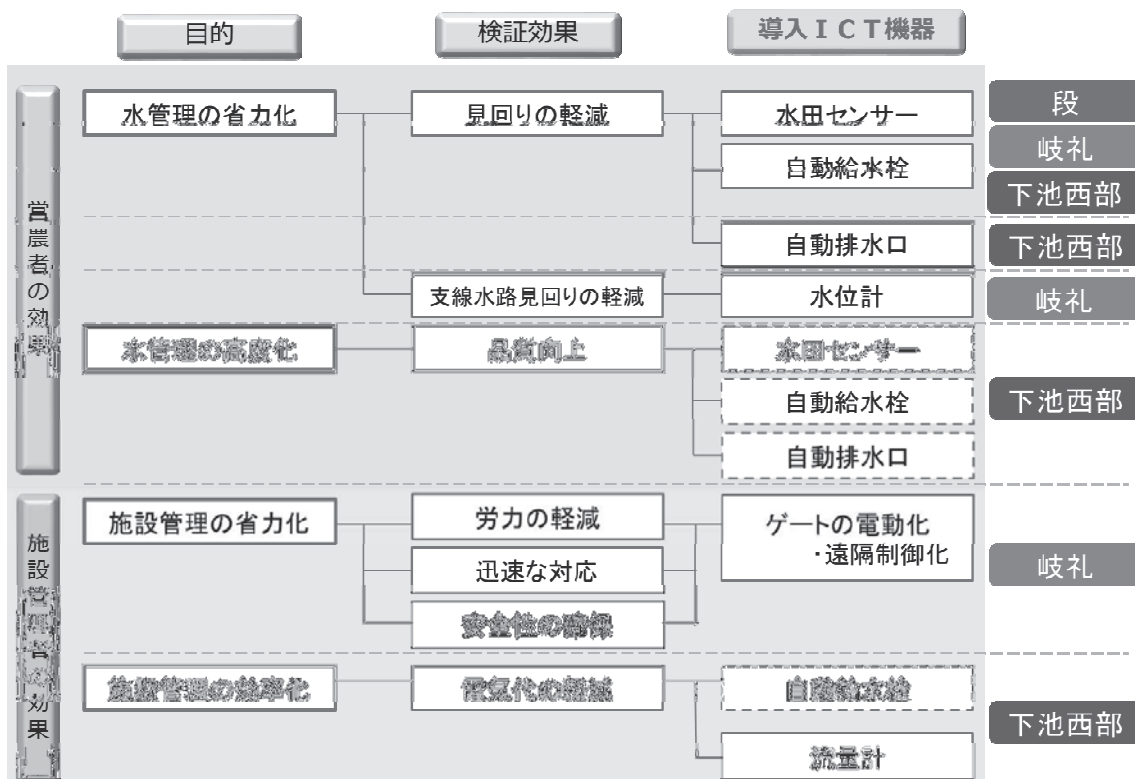 目的
検証効果
導入ＩＣＴ機器
営農者の効果
水管理の省力化
見回りの軽減
水田センサー
段
自動給水栓
岐礼
下池西部
自動排水口
下池西部
支線水路見回りの軽減
水位計
岐礼
水管理の高度化
品質向上
水田センサー
自動給水栓
下池西部
自動排水口
施設管理者の効果
施設管理の省力化
労力の軽減
ゲートの電動化
・遠隔制御化
迅速な対応
岐礼
安全性の確保
施設管理の効率化
電気代の軽減
自動給水栓
下池西部
流量計